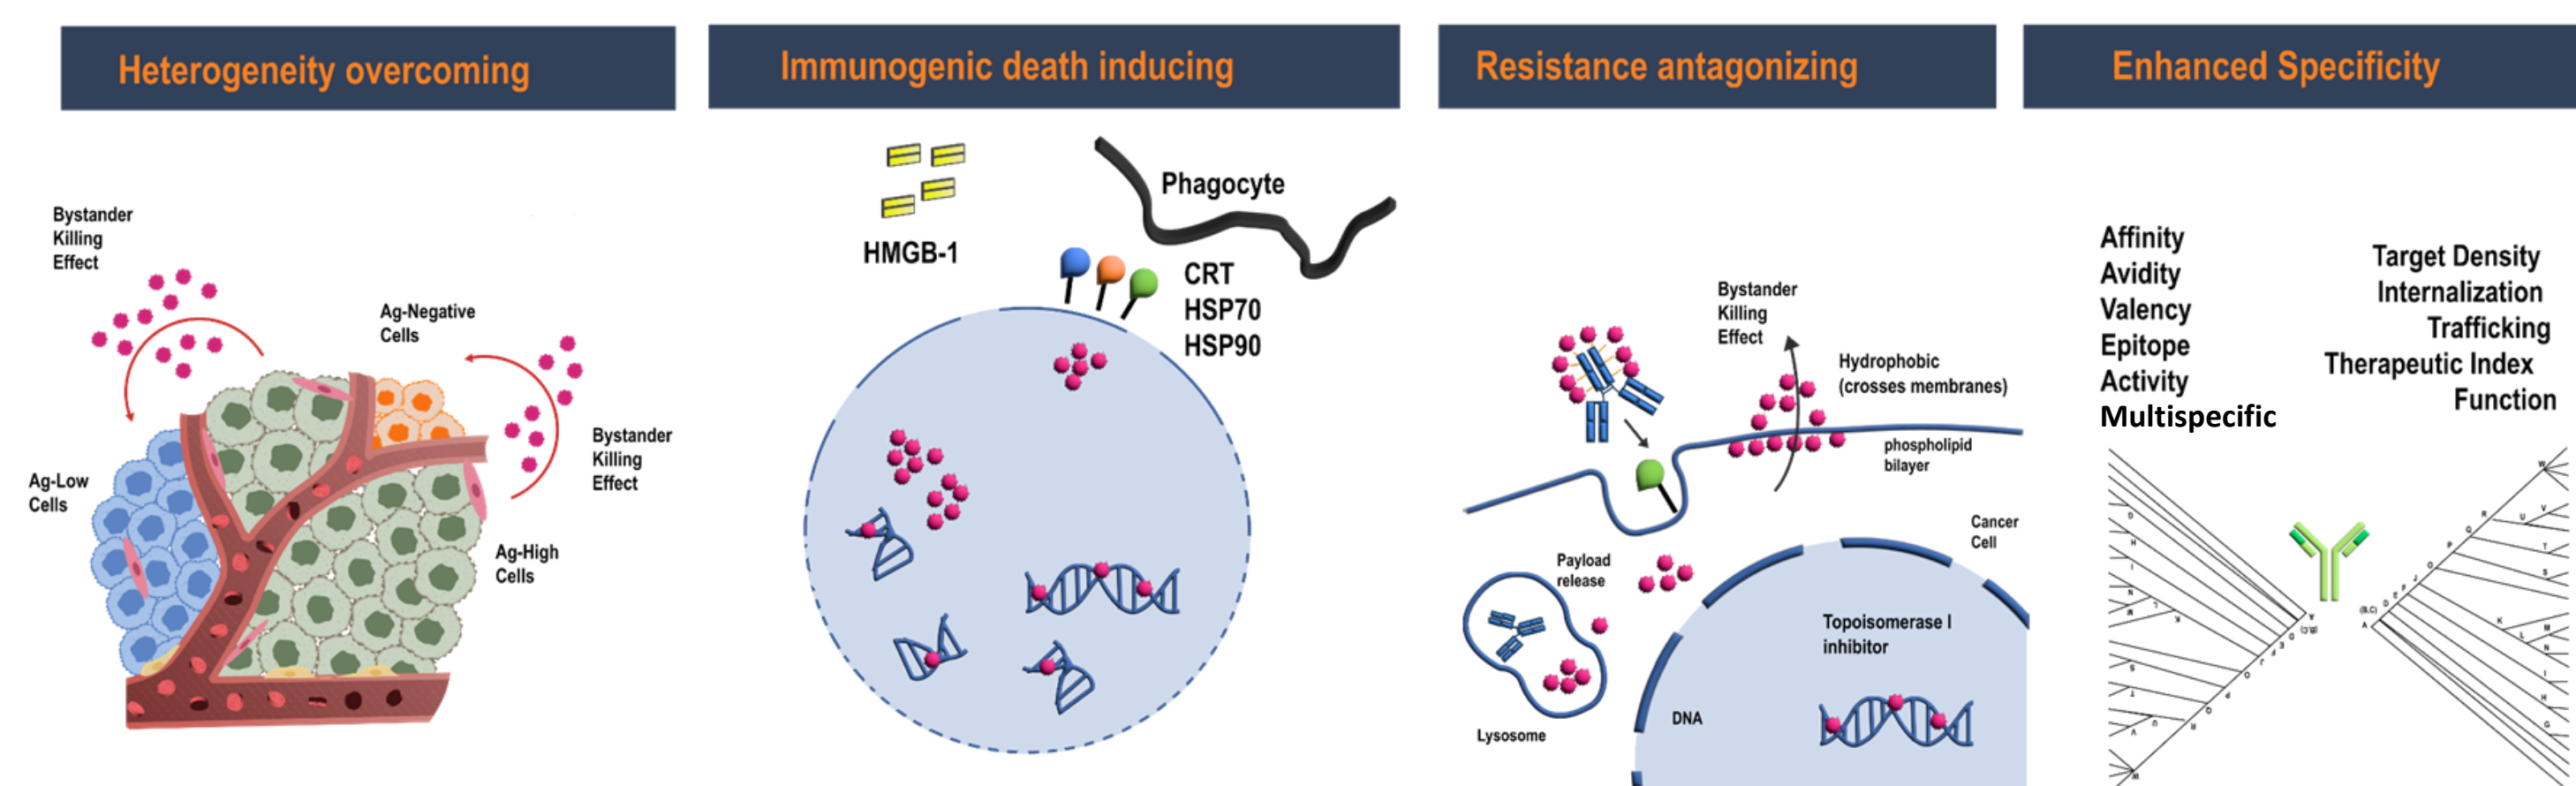 Heterogeneity overcoming
Bystander
Killing
Effect
Ag-Negative
Cells
Bystander
Killing
Effect
Ag-Low
Cells
Ag-High
Cells
Immunogenic death inducing
HMGB-1
Phagocyte
CRT
HSP70
HSP90
Resistance antagonizing
Bystander
Killing
Effect
Hydrophobic
(crosses membranes)
phospholipid
bilayer
Cancer
Cell
Payload
release
Topoisomerase I
inhibitor
DNA
Lysosome
Enhanced Specificity
Affinity
Avidity
Valency
Epitope
Activity
Multispecific
Target Density
Internalization
Trafficking
Therapeutic Index
Function